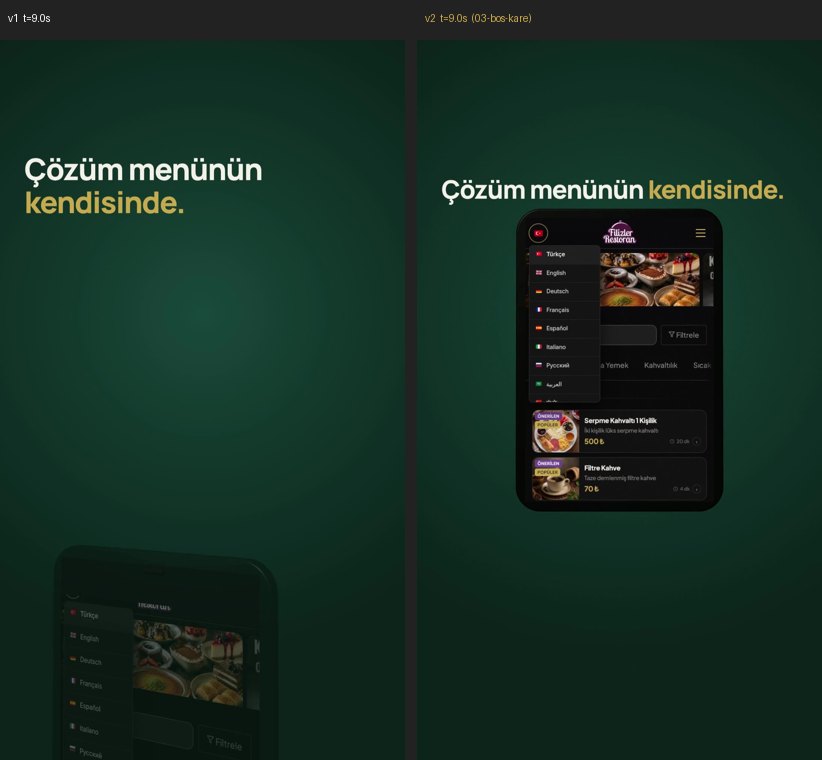 v1 t=9.0s
Çözüm menünün
kendisinde.
Türkçe
English
Deutsch
Français
Español
Italiano
Русский
Filtrele
v2 t=9.0s (03-bos-kare)
Çözüm menünün kendisinde.
Filizler
Restoran
Türkçe
English
Deutsch
Français
Español
Italiano
Русский
العربية
Filtrele
a Yemek Kahvaltılık Sıcak
ÖNERİLEN
POPÜLER
Serpme Kahvaltı 1 Kişilik
İki kişilik lüks serpme kahvaltı
500 ₺
20 dk
ÖNERİLEN
POPÜLER
Filtre Kahve
Taze demlenmiş filtre kahve
70 ₺
4 dk